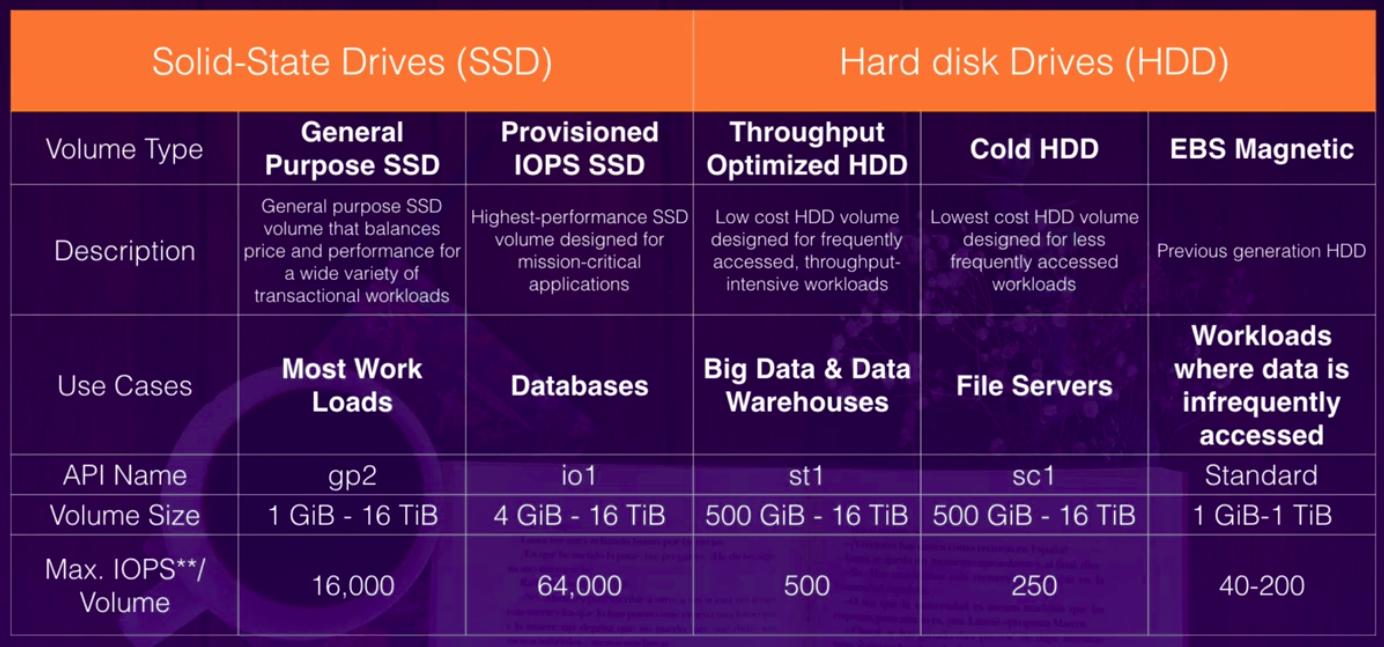 Solid-State Drives (SSD)
Hard disk Drives (HDD)
Volume Type
General
Purpose SSD
Provisioned
IOPS SSD
Throughput
Optimized HDD
Cold HDD
EBS Magnetic
Description
General purpose SSD
volume that balances
price and performance for
a wide variety of
transactional workloads
Highest-performance SSD
volume designed for
mission-critical
applications
Low cost HDD volume
designed for frequently
accessed, throughput-
intensive workloads
Lowest cost HDD volume
designed for less
frequently accessed
workloads
Previous generation HDD
Use Cases
Most Work
Loads
Databases
Big Data & Data
Warehouses
File Servers
Workloads
where data is
infrequently
accessed
API Name
gp2
io1
st1
sc1
Standard
Volume Size
1 GiB - 16 TiB
4 GiB - 16 TiB
500 GiB - 16 TiB
500 GiB - 16 TiB
1 GiB-1 TiB
Max. IOPS**/
Volume
16,000
64,000
500
250
40-200